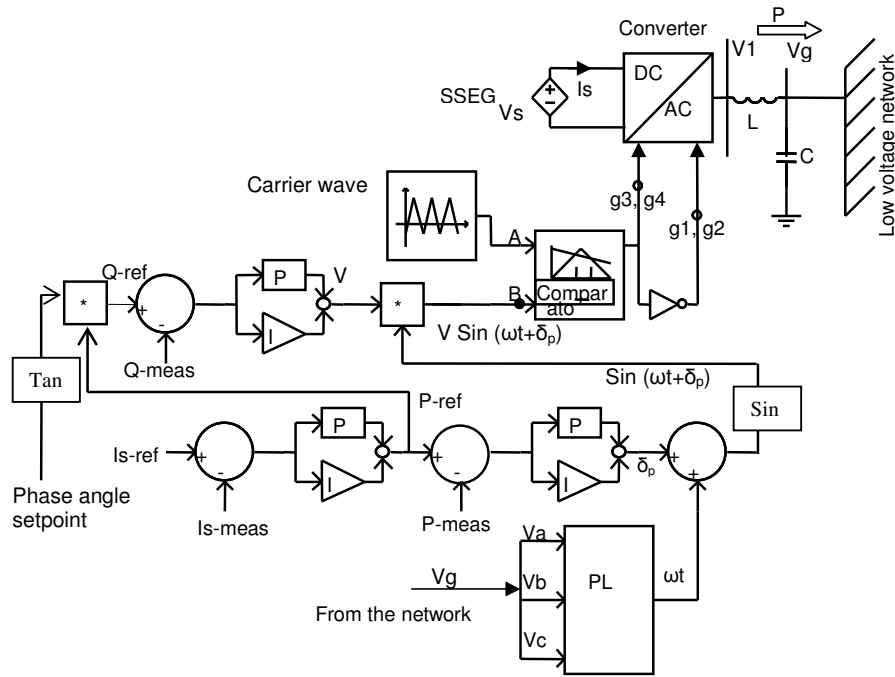 Converter
P
V1
Vg
SSEG
Vs
Is
DC
AC
L
C
Low voltage network
Carrier wave
g3, g4
g1, g2
A
B
Compar
ato
Q-ref
*
+
-
Q-meas
P
I
V
*
V Sin (ωt+δp)
Sin (ωt+δp)
Tan
Sin
P-ref
Is-ref
+
-
Is-meas
P
I
+
-
P-meas
P
I
δp
+
+
Phase angle
setpoint
Va
Vb
Vc
PL
ωt
Vg
From the network